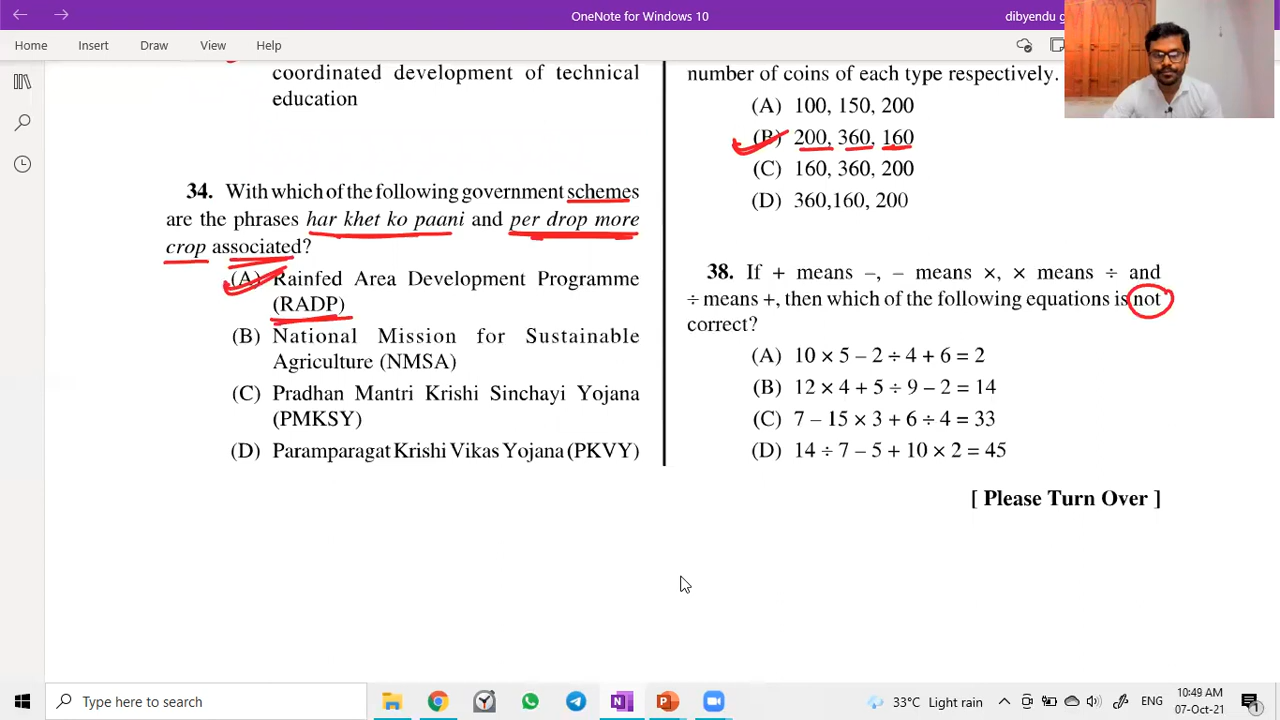 OneNote for Windows 10
dibyendu g
Home Insert Draw View Help
coordinated development of technical
education
34. With which of the following government schemes
are the phrases har khet ko paani and per drop more
crop associated?
(A) Rainfed Area Development Programme
(RADP)
(B) National Mission for Sustainable
Agriculture (NMSA)
(C) Pradhan Mantri Krishi Sinchayi Yojana
(PMKSY)
(D) Paramparagat Krishi Vikas Yojana (PKVY)
number of coins of each type respectively.
(A) 100, 150, 200
(B) 200, 360, 160
(C) 160, 360, 200
(D) 360,160, 200
38. If + means –, – means ×, × means ÷ and
÷ means +, then which of the following equations is not
correct?
(A) 10 × 5 – 2 ÷ 4 + 6 = 2
(B) 12 × 4 + 5 ÷ 9 – 2 = 14
(C) 7 – 15 × 3 + 6 ÷ 4 = 33
(D) 14 ÷ 7 – 5 + 10 × 2 = 45
[ Please Turn Over ]
Type here to search
33°C Light rain
ENG
10:49 AM
07-Oct-21
1